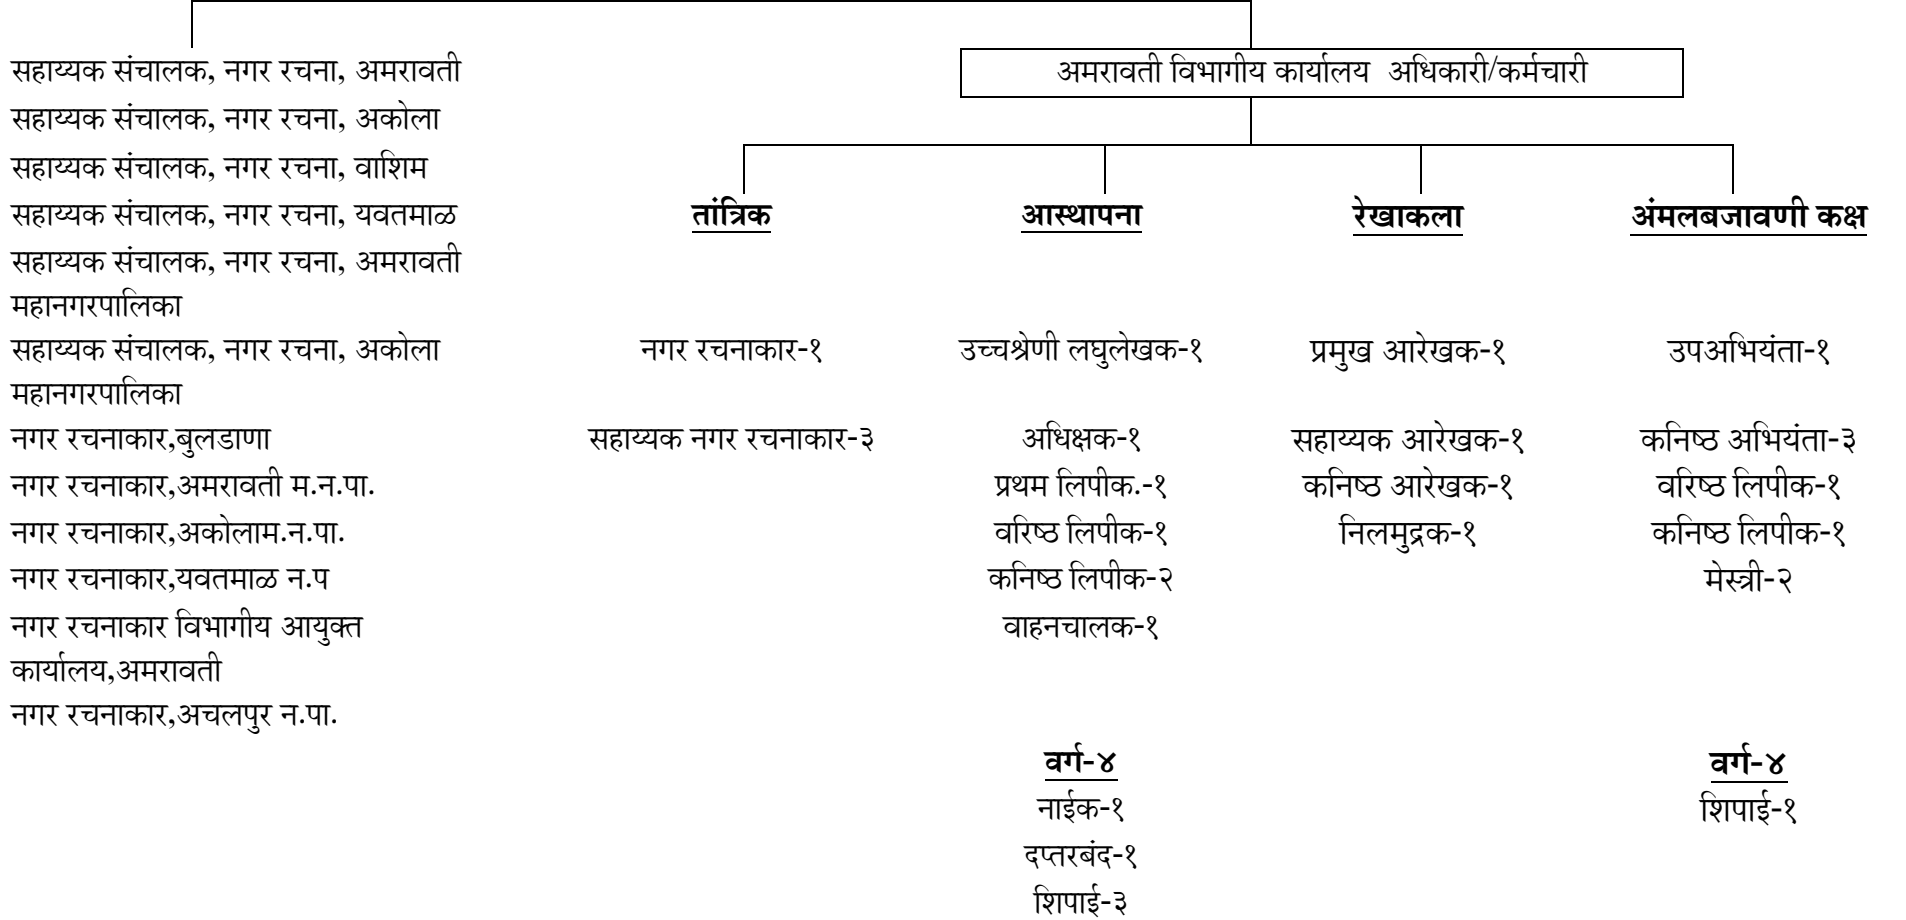 सहाय्यक संचालक, नगर रचना, अमरावती
सहाय्यक संचालक, नगर रचना, अकोला
सहाय्यक संचालक, नगर रचना, वाशिम
सहाय्यक संचालक, नगर रचना, यवतमाळ
सहाय्यक संचालक, नगर रचना, अमरावती
महानगरपालिका
सहाय्यक संचालक, नगर रचना, अकोला
महानगरपालिका
नगर रचनाकार,बुलडाणा
नगर रचनाकार,अमरावती म.न.पा.
नगर रचनाकार,अकोलाम.न.पा.
नगर रचनाकार,यवतमाळ न.प
नगर रचनाकार विभागीय आयुक्त
कार्यालय,अमरावती
नगर रचनाकार,अचलपुर न.पा.
अमरावती विभागीय कार्यालय अधिकारी/कर्मचारी
तांत्रिक
नगर रचनाकार-१
सहाय्यक नगर रचनाकार-३
आस्थापना
उच्चश्रेणी लघुलेखक-१
अधिक्षक-१
प्रथम लिपीक.-१
वरिष्ठ लिपीक-१
कनिष्ठ लिपीक-२
वाहनचालक-१
वर्ग-४
नाईक-१
दप्तरबंद-१
शिपाई-३
रेखाकला
प्रमुख आरेखक-१
सहाय्यक आरेखक-१
कनिष्ठ आरेखक-१
निलमुद्रक-१
अंमलबजावणी कक्ष
उपअभियंता-१
कनिष्ठ अभियंता-३
वरिष्ठ लिपीक-१
कनिष्ठ लिपीक-१
मेस्त्री-२
वर्ग-४
शिपाई-१